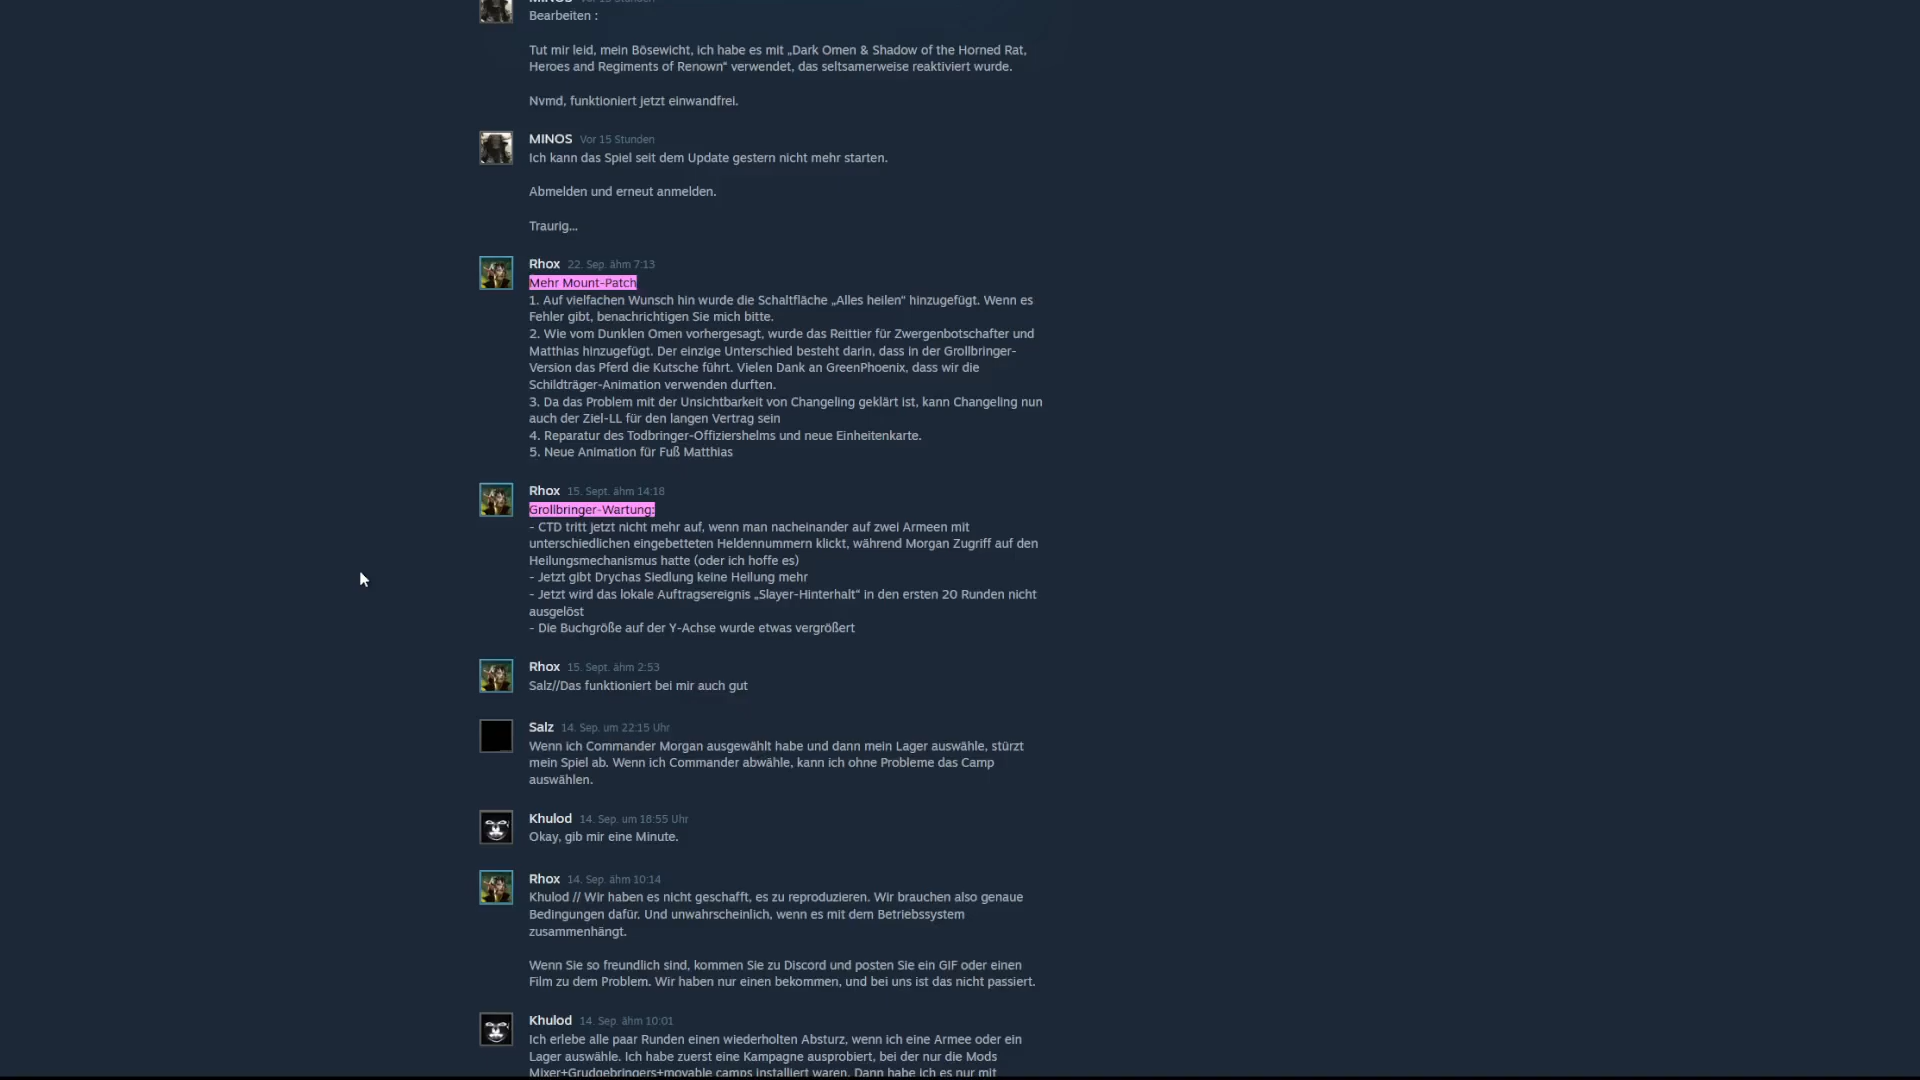 MINOS Vor 15 Stunden
Bearbeiten :
Tut mir leid, mein Bösewicht, ich habe es mit „Dark Omen & Shadow of the Horned Rat,
Heroes and Regiments of Renown“ verwendet, das seltsamerweise reaktiviert wurde.
Nvmd, funktioniert jetzt einwandfrei.
MINOS Vor 15 Stunden
Ich kann das Spiel seit dem Update gestern nicht mehr starten.
Abmelden und erneut anmelden.
Traurig...
Rhox 22. Sep. ähm 7:13
Mehr Mount-Patch
1. Auf vielfachen Wunsch hin wurde die Schaltfläche „Alles heilen“ hinzugefügt. Wenn es
Fehler gibt, benachrichtigen Sie mich bitte.
2. Wie vom Dunklen Omen vorhergesagt, wurde das Reittier für Zwergenbotschafter und
Matthias hinzugefügt. Der einzige Unterschied besteht darin, dass in der Grollbringer-
Version das Pferd die Kutsche führt. Vielen Dank an GreenPhoenix, dass wir die
Schildträger-Animation verwenden durften.
3. Da das Problem mit der Unsichtbarkeit von Changeling geklärt ist, kann Changeling nun
auch der Ziel-LL für den langen Vertrag sein
4. Reparatur des Todbringer-Offiziershelms und neue Einheitenkarte.
5. Neue Animation für Fuß Matthias
Rhox 15. Sept. ähm 14:18
Grollbringer-Wartung:
- CTD tritt jetzt nicht mehr auf, wenn man nacheinander auf zwei Armeen mit
unterschiedlichen eingebetteten Heldennummern klickt, während Morgan Zugriff auf den
Heilungsmechanismus hatte (oder ich hoffe es)
- Jetzt gibt Drychas Siedlung keine Heilung mehr
- Jetzt wird das lokale Auftragsereignis „Slayer-Hinterhalt“ in den ersten 20 Runden nicht
ausgelöst
- Die Buchgröße auf der Y-Achse wurde etwas vergrößert
Rhox 15. Sept. ähm 2:53
Salz//Das funktioniert bei mir auch gut
Salz 14. Sep. um 22:15 Uhr
Wenn ich Commander Morgan ausgewählt habe und dann mein Lager auswähle, stürzt
mein Spiel ab. Wenn ich Commander abwähle, kann ich ohne Probleme das Camp
auswählen.
Khulod 14. Sep. um 18:55 Uhr
Okay, gib mir eine Minute.
Rhox 14. Sep. ähm 10:14
Khulod // Wir haben es nicht geschafft, es zu reproduzieren. Wir brauchen also genaue
Bedingungen dafür. Und unwahrscheinlich, wenn es mit dem Betriebssystem
zusammenhängt.
Wenn Sie so freundlich sind, kommen Sie zu Discord und posten Sie ein GIF oder einen
Film zu dem Problem. Wir haben nur einen bekommen, und bei uns ist das nicht passiert.
Khulod 14. Sep. ähm 10:01
Ich erlebe alle paar Runden einen wiederholten Absturz, wenn ich eine Armee oder ein
Lager auswähle. Ich habe zuerst eine Kampagne ausprobiert, bei der nur die Mods
Mixer+Grudgebringers+movable camps installiert waren. Dann habe ich es nur mit